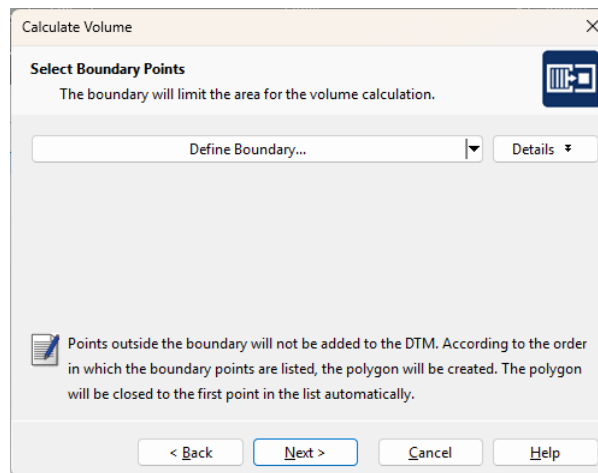 Calculate Volume
Select Boundary Points
The boundary will limit the area for the volume calculation.
Define Boundary...
Details
Points outside the boundary will not be added to the DTM. According to the order
in which the boundary points are listed, the polygon will be created. The polygon
will be closed to the first point in the list automatically.
< Back
Next >
Cancel
Help